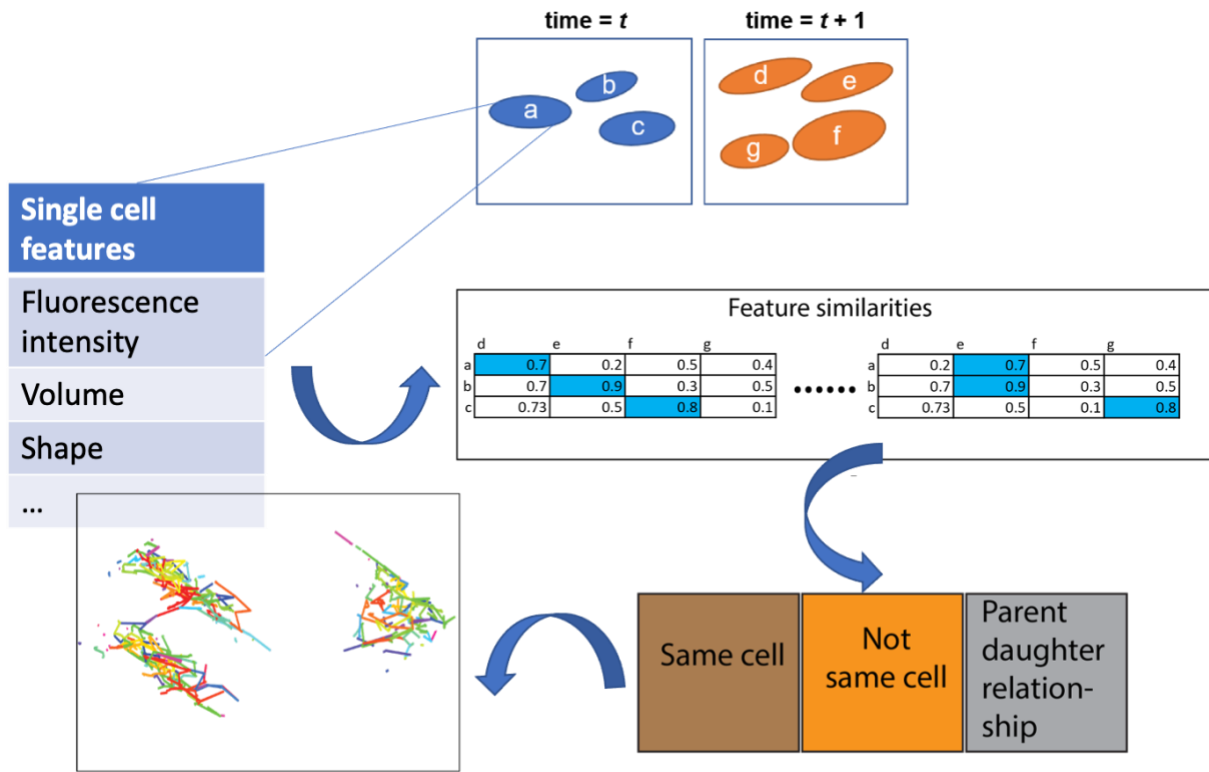 time = t
time = t + 1
a
b
c
d
e
f
g
Single cell
features
Fluorescence
intensity
Volume
Shape
...
Feature similarities
d e f g
a 0.7 0.2 0.5 0.4
b 0.7 0.9 0.3 0.5
c 0.73 0.5 0.8 0.1
......
d e f g
a 0.2 0.7 0.5 0.4
b 0.7 0.9 0.3 0.5
c 0.73 0.5 0.1 0.8
Same cell
Not
same cell
Parent
daughter
relation-
ship